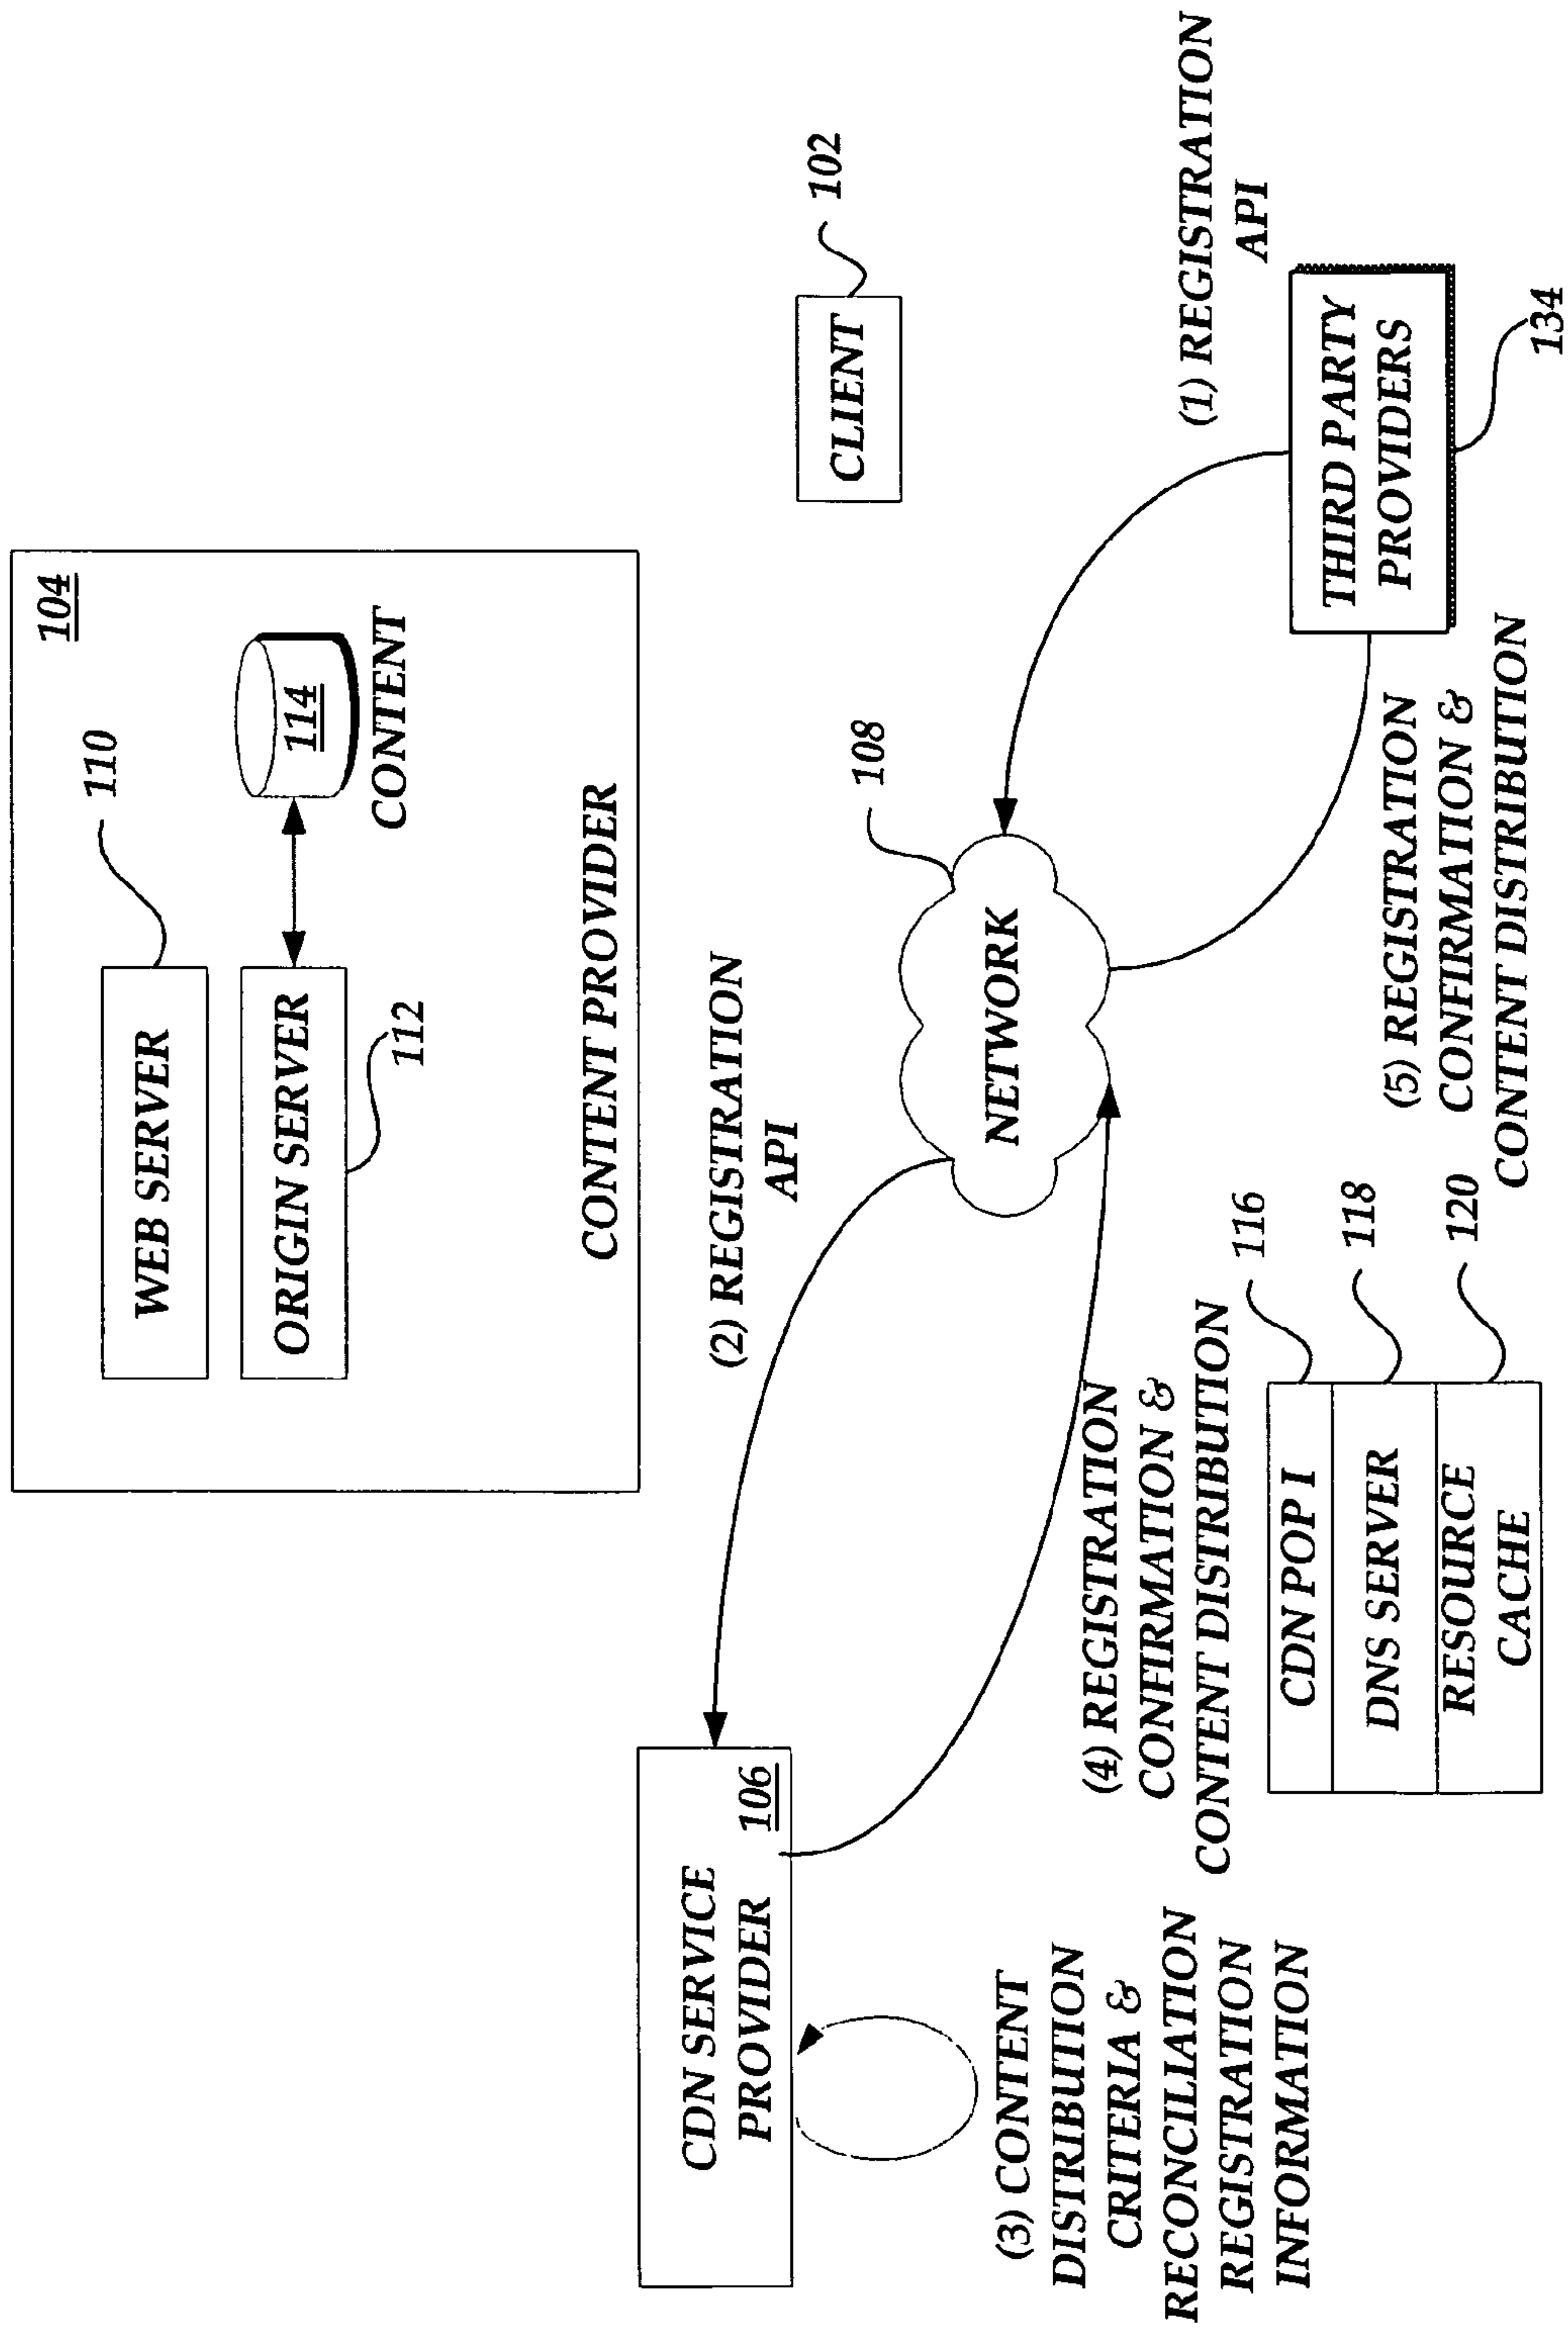 104
110
WEB SERVER
ORIGIN SERVER
114
CONTENT
112
CONTENT PROVIDER
(2) REGISTRATION
API
CDN SERVICE
PROVIDER
106
108
NETWORK
CLIENT
102
(1) REGISTRATION
API
THIRD PARTY
PROVIDERS
134
(3) CONTENT
DISTRIBUTION
CRITERIA &
RECONCILIATION
REGISTRATION
INFORMATION
(4) REGISTRATION
CONFIRMATION &
CONTENT DISTRIBUTION
CDN POP I
116
DNS SERVER
118
RESOURCE
CACHE
120
(5) REGISTRATION
CONFIRMATION &
CONTENT DISTRIBUTION